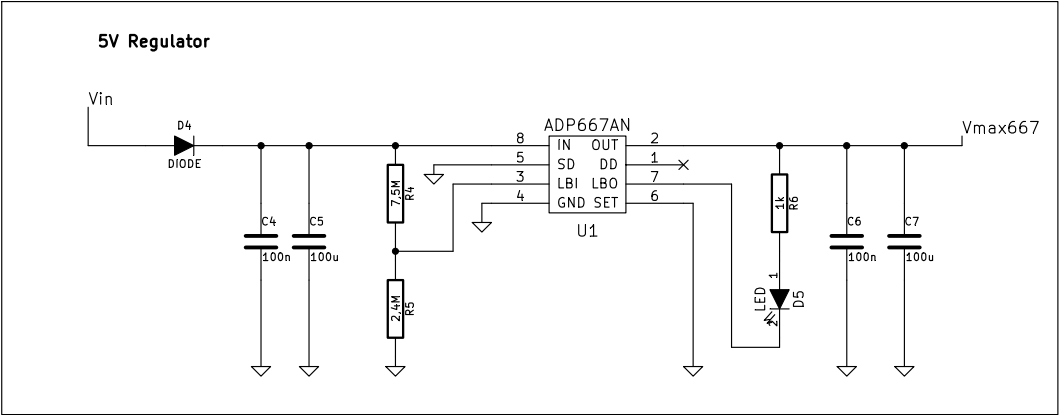 5V Regulator
Vin
D4
DIODE
ADP667AN
Vmax667
8 IN OUT 2
5 SD DD 1
3 LBI LBO 7
4 GND SET 6
U1
7,5M
R4
2,4M
R5
C4
100n
C5
100u
1k
R6
1
LED
D5
2
C6
100n
C7
100u